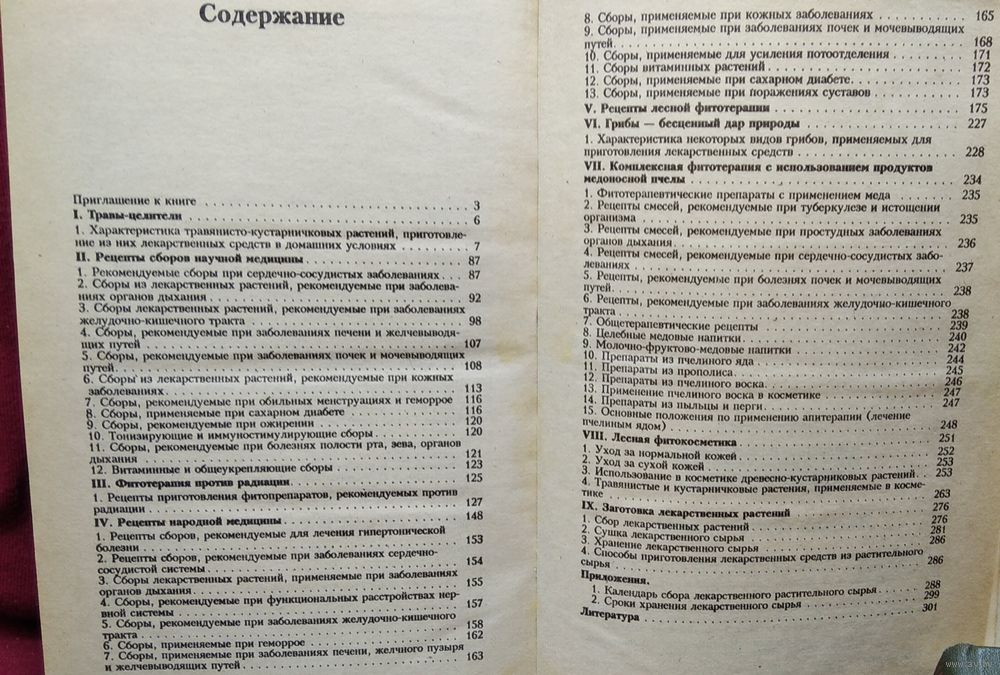 Содержание
Приглашение к книге . . . . . . . . . . . . . . . . . . . . 3
I. Травы-целители . . . . . . . . . . . . . . . . . . . . 6
1. Характеристика травянисто-кустарничковых растений, приготовле-
ние из них лекарственных средств в домашних условиях . . . . . . 7
II. Рецепты сборов научной медицины . . . . . . . . . . . . 87
1. Рекомендуемые сборы при сердечно-сосудистых заболеваниях . . . 87
2. Сборы из лекарственных растений, рекомендуемые при заболева-
ниях органов дыхания . . . . . . . . . . . . . . . . . . 92
3. Сборы лекарственных растений, рекомендуемые при заболеваниях
желудочно-кишечного тракта . . . . . . . . . . . . . . . 98
4. Сборы, рекомендуемые при заболеваниях печени и желчевыводя-
щих путей . . . . . . . . . . . . . . . . . . . . 107
5. Сборы, рекомендуемые при заболеваниях почек и мочевыводящих
путей . . . . . . . . . . . . . . . . . . . . 108
6. Сборы из лекарственных растений, рекомендуемые при кожных
заболеваниях . . . . . . . . . . . . . . . . . . . . 113
7. Сборы, рекомендуемые при обильных менструациях и геморрое 116
8. Сборы, применяемые при сахарном диабете . . . . . . . . . . 116
9. Сборы, рекомендуемые при ожирении . . . . . . . . . . . . 120
10. Тонизирующие и иммуностимулирующие сборы . . . . . . . . 120
11. Сборы, рекомендуемые при болезнях полости рта, зева, органов
дыхания . . . . . . . . . . . . . . . . . . . . 121
12. Витаминные и общеукрепляющие сборы . . . . . . . . . . . 123
III. Фитотерапия против радиации . . . . . . . . . . . . . . 125
1. Рецепты приготовления фитопрепаратов, рекомендуемых против
радиации . . . . . . . . . . . . . . . . . . . . 127
IV. Рецепты народной медицины . . . . . . . . . . . . . . . 148
1. Рецепты сборов, рекомендуемые для лечения гипертонической
болезни . . . . . . . . . . . . . . . . . . . . 153
2. Рецепты сборов, рекомендуемые при заболеваниях сердечно-
сосудистой системы . . . . . . . . . . . . . . . . . . 154
3. Сборы лекарственных растений, применяемые при заболеваниях
органов дыхания . . . . . . . . . . . . . . . . . . . 155
4. Сборы, рекомендуемые при функциональных расстройствах нер-
вной системы . . . . . . . . . . . . . . . . . . . . 157
5. Сборы, рекомендуемые при заболеваниях желудочно-кишечного
тракта . . . . . . . . . . . . . . . . . . . . 158
6. Сборы, применяемые при геморрое . . . . . . . . . . . . . 162
7. Сборы, применяемые при заболевании печени, желчного пузыря
и желчевыводящих путей . . . . . . . . . . . . . . . . 163
8. Сборы, применяемые при кожных заболеваниях . . . . . . . . 165
9. Сборы, применяемые при заболеваниях почек и мочевыводящих
путей . . . . . . . . . . . . . . . . . . . . 168
10. Сборы, применяемые для усиления потоотделения . . . . . . . 171
11. Сборы витаминных растений . . . . . . . . . . . . . . . 172
12. Сборы, применяемые при сахарном диабете . . . . . . . . . . 173
13. Сборы, применяемые при поражениях суставов . . . . . . . . 173
V. Рецепты лесной фитотерапии . . . . . . . . . . . . . . . 175
VI. Грибы — бесценный дар природы . . . . . . . . . . . . . 227
1. Характеристика некоторых видов грибов, применяемых для
приготовления лекарственных средств . . . . . . . . . . . . 228
VII. Комплексная фитотерапия с использованием продуктов
медоносной пчелы . . . . . . . . . . . . . . . . . . . 234
1. Фитотерапевтические препараты с применением меда . . . . . . 235
2. Рецепты смесей, рекомендуемые при туберкулезе и истощении
организма . . . . . . . . . . . . . . . . . . . . 235
3. Рецепты смесей, рекомендуемые при простудных заболеваниях
органов дыхания . . . . . . . . . . . . . . . . . . . 236
4. Рецепты смесей, рекомендуемые при сердечно-сосудистых забо-
леваниях . . . . . . . . . . . . . . . . . . . . 237
5. Рецепты, рекомендуемые при болезнях почек и мочевыводящих
путей . . . . . . . . . . . . . . . . . . . . 238
6. Рецепты, рекомендуемые при заболеваниях желудочно-кишечного
тракта . . . . . . . . . . . . . . . . . . . . 238
7. Общетерапевтические рецепты . . . . . . . . . . . . . . 239
8. Целебные медовые напитки . . . . . . . . . . . . . . . 240
9. Молочно-фруктово-медовые напитки . . . . . . . . . . . . 242
10. Препараты из пчелиного яда . . . . . . . . . . . . . . 244
11. Препараты из прополиса . . . . . . . . . . . . . . . . 245
12. Препараты из пчелиного воска . . . . . . . . . . . . . . 246
13. Применение пчелиного воска в косметике . . . . . . . . . . 247
14. Препараты из пыльцы и перги . . . . . . . . . . . . . . 247
15. Основные положения по применению апитерапии (лечение
пчелиным ядом) . . . . . . . . . . . . . . . . . . . 248
VIII. Лесная фитокосметика . . . . . . . . . . . . . . . . 251
1. Уход за нормальной кожей . . . . . . . . . . . . . . . 252
2. Уход за сухой кожей . . . . . . . . . . . . . . . . . 253
3. Использование в косметике древесно-кустарниковых растений . . . 253
4. Травянистые и кустарничковые растения, применяемые в косме-
тике . . . . . . . . . . . . . . . . . . . . 263
IX. Заготовка лекарственных растений . . . . . . . . . . . . 276
1. Сбор лекарственных растений . . . . . . . . . . . . . . 276
2. Сушка лекарственного сырья . . . . . . . . . . . . . . . 281
3. Хранение лекарственного сырья . . . . . . . . . . . . . . 286
4. Способы приготовления лекарственных средств из растительного
сырья . . . . . . . . . . . . . . . . . . . . 286
Приложения.
1. Календарь сбора лекарственного растительного сырья . . . . . . 288
2. Сроки хранения лекарственного сырья . . . . . . . . . . . 299
Литература . . . . . . . . . . . . . . . . . . . . 301